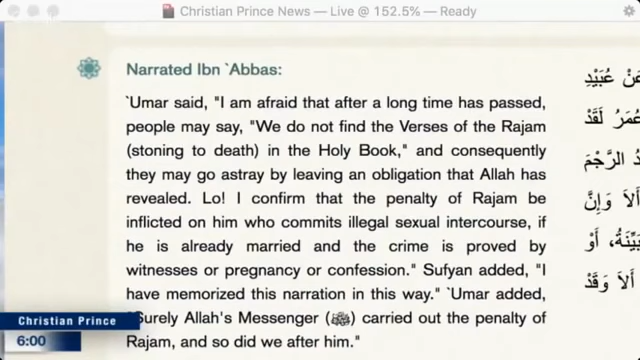 Christian Prince News — Live @ 152.5% — Ready
Narrated Ibn `Abbas:
`Umar said, "I am afraid that after a long time has passed,
people may say, "We do not find the Verses of the Rajam
(stoning to death) in the Holy Book," and consequently
they may go astray by leaving an obligation that Allah has
revealed. Lo! I confirm that the penalty of Rajam be
inflicted on him who commits illegal sexual intercourse, if
he is already married and the crime is proved by
witnesses or pregnancy or confession." Sufyan added, "I
have memorized this narration in this way." `Umar added,
"Surely Allah's Messenger (ﷺ) carried out the penalty of
Rajam, and so did we after him."
عَنْ عُبَيْدِ
عُمَرُ لَقَدْ
الرَّجْمَ
أَلاَ وَإِنَّ
أَوْ
أَلاَ وَقَدْ
Christian Prince
6:00